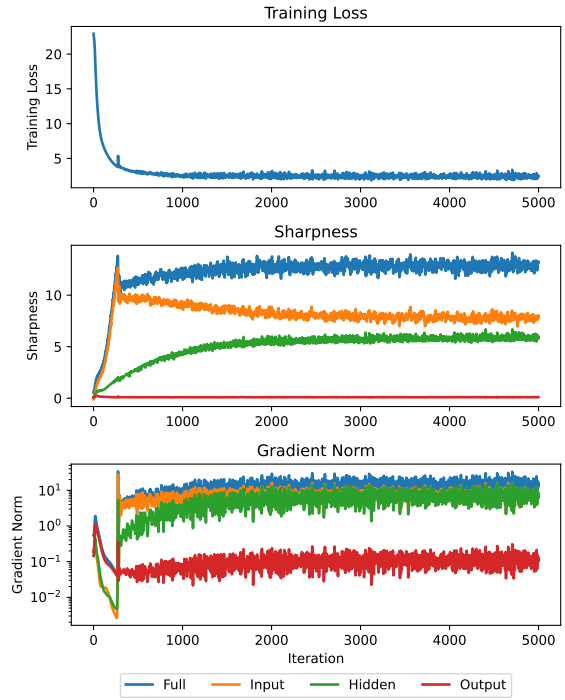 Training Loss
Training Loss
20
15
10
5
0 1000 2000 3000 4000 5000
Sharpness
Sharpness
10
5
0
0 1000 2000 3000 4000 5000
Gradient Norm
Gradient Norm
10^1
10^0
10^−1
10^−2
0 1000 2000 3000 4000 5000
Iteration
Full Input Hidden Output